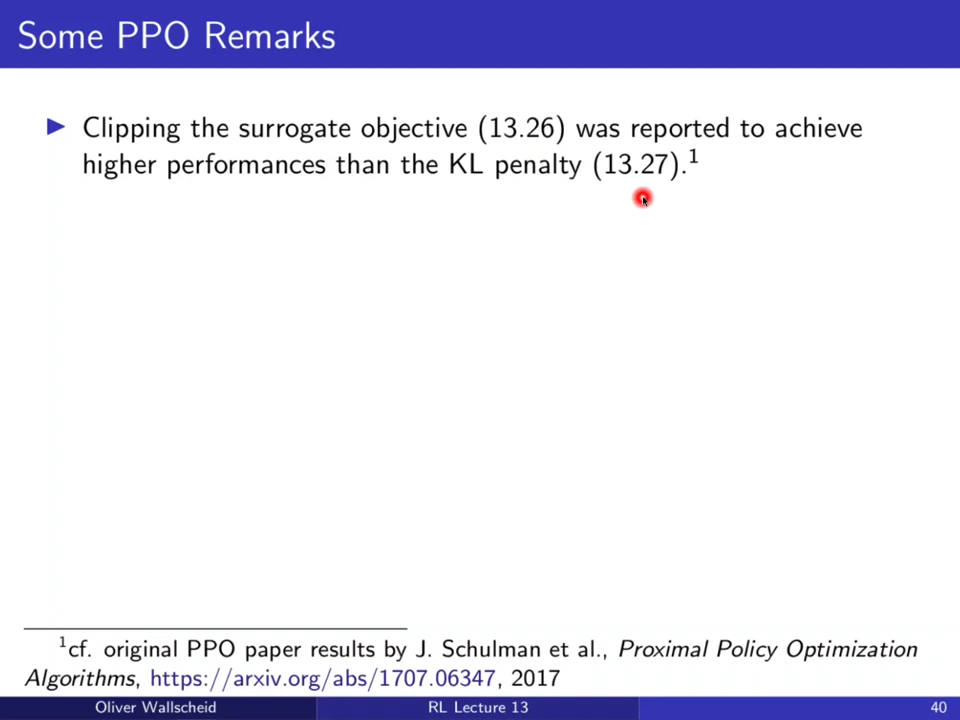 Some PPO Remarks
▶ Clipping the surrogate objective (13.26) was reported to achieve
higher performances than the KL penalty (13.27).¹
¹cf. original PPO paper results by J. Schulman et al., Proximal Policy Optimization
Algorithms, https://arxiv.org/abs/1707.06347, 2017
Oliver Wallscheid RL Lecture 13 40